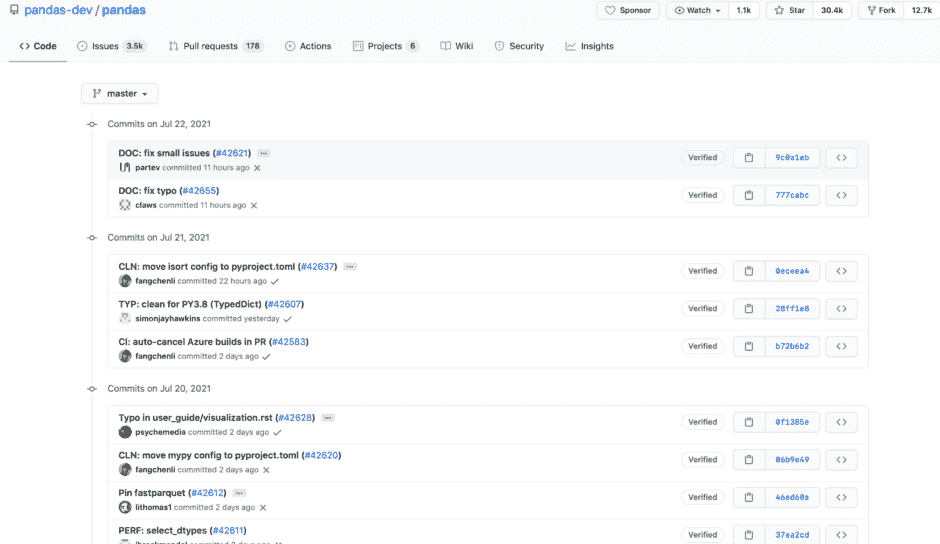 pandas-dev / pandas
Sponsor Watch 1.1k Star 30.4k Fork 12.7k
Code Issues 3.5k Pull requests 178 Actions Projects 6 Wiki Security Insights
master
Commits on Jul 22, 2021
DOC: fix small issues (#42621) ...
partev committed 11 hours ago
Verified 9c0a1eb
DOC: fix typo (#42655)
claws committed 11 hours ago
Verified 777cabc
Commits on Jul 21, 2021
CLN: move isort config to pyproject.toml (#42637) ...
fangchenli committed 22 hours ago
Verified 0eceea4
TYP: clean for PY3.8 (TypedDict) (#42607)
simonjayhawkins committed yesterday
Verified 28ff1e8
CI: auto-cancel Azure builds in PR (#42583)
fangchenli committed 2 days ago
Verified b72b6b2
Commits on Jul 20, 2021
Typo in user_guide/visualization.rst (#42628) ...
psychemedia committed 2 days ago
Verified 0f1385e
CLN: move mypy config to pyproject.toml (#42620)
fangchenli committed 2 days ago
Verified 06b9e49
Pin fastparquet (#42612) ...
lithomas1 committed 2 days ago
Verified 46ed60a
PERF: select_dtypes (#42611)
Verified 37ea2cd